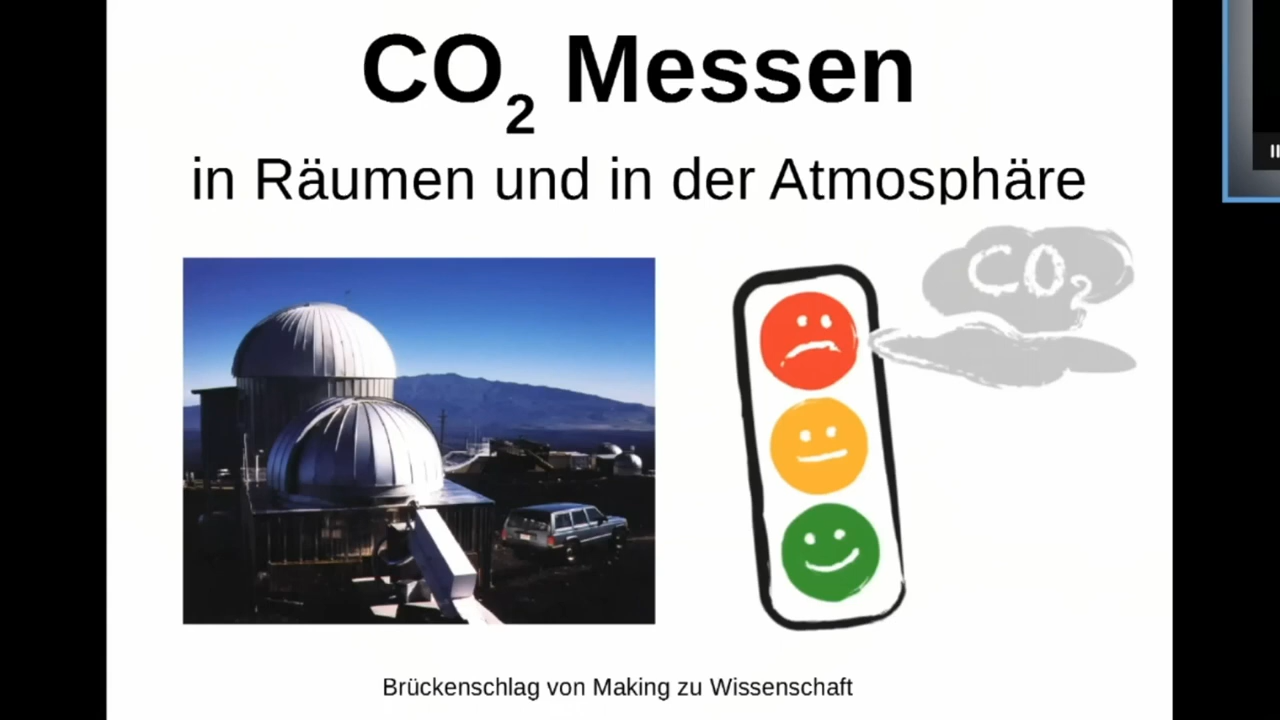 CO₂ Messen
in Räumen und in der Atmosphäre
CO₂
Brückenschlag von Making zu Wissenschaft